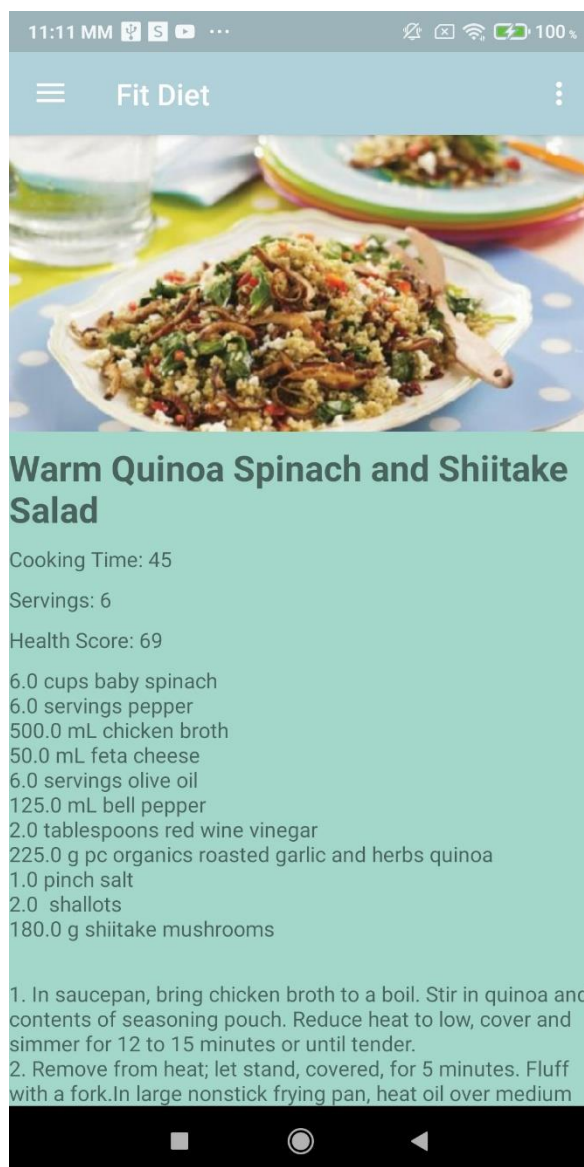 11:11 MM S ... 100 %
Fit Diet
Warm Quinoa Spinach and Shiitake
Salad
Cooking Time: 45
Servings: 6
Health Score: 69
6.0 cups baby spinach
6.0 servings pepper
500.0 mL chicken broth
50.0 mL feta cheese
6.0 servings olive oil
125.0 mL bell pepper
2.0 tablespoons red wine vinegar
225.0 g pc organics roasted garlic and herbs quinoa
1.0 pinch salt
2.0  shallots
180.0 g shiitake mushrooms
1. In saucepan, bring chicken broth to a boil. Stir in quinoa and
contents of seasoning pouch. Reduce heat to low, cover and
simmer for 12 to 15 minutes or until tender.
2. Remove from heat; let stand, covered, for 5 minutes. Fluff
with a fork.In large nonstick frying pan, heat oil over medium